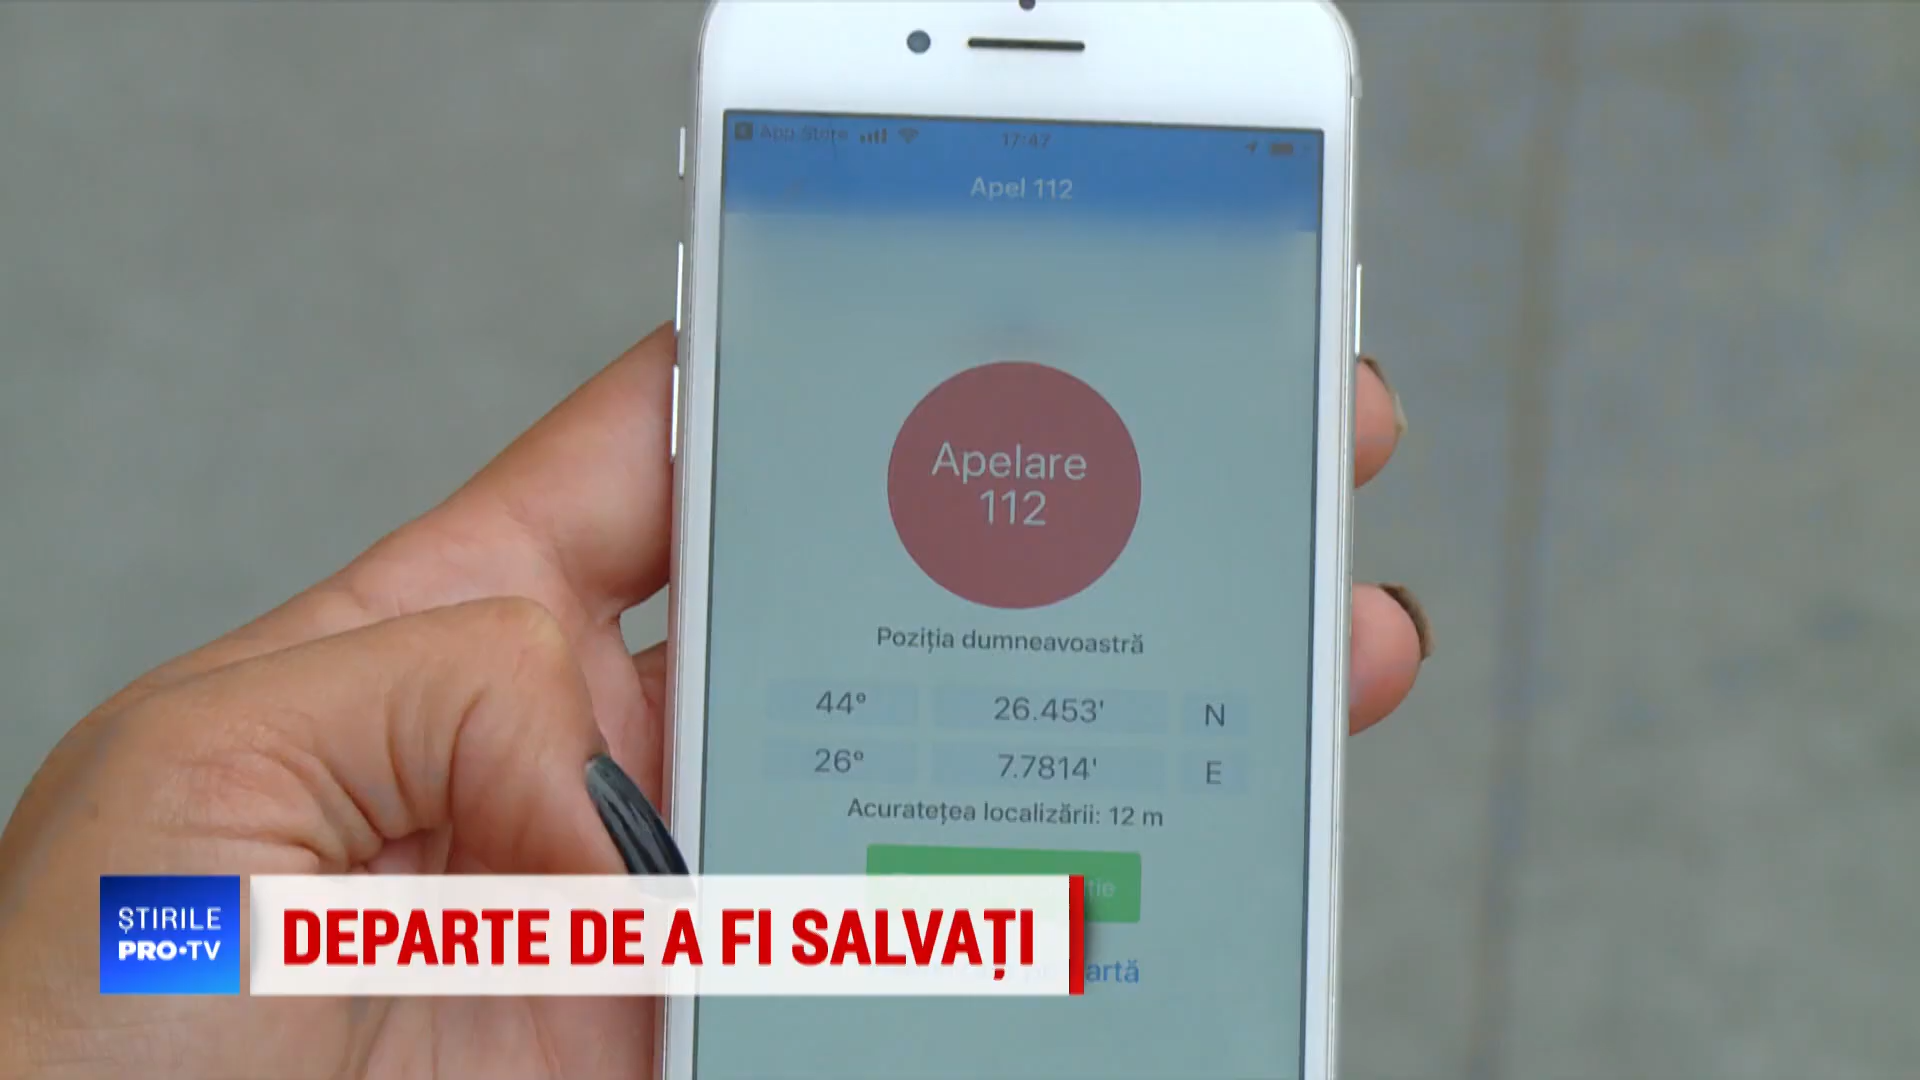 App Store
17:47
Apel 112
Apelare
112
Poziția dumneavoastră
44° 26.453' N
26° 7.7814' E
Acuratețea localizării: 12 m
ȘTIRILE
PRO•TV
DEPARTE DE A FI SALVAȚI